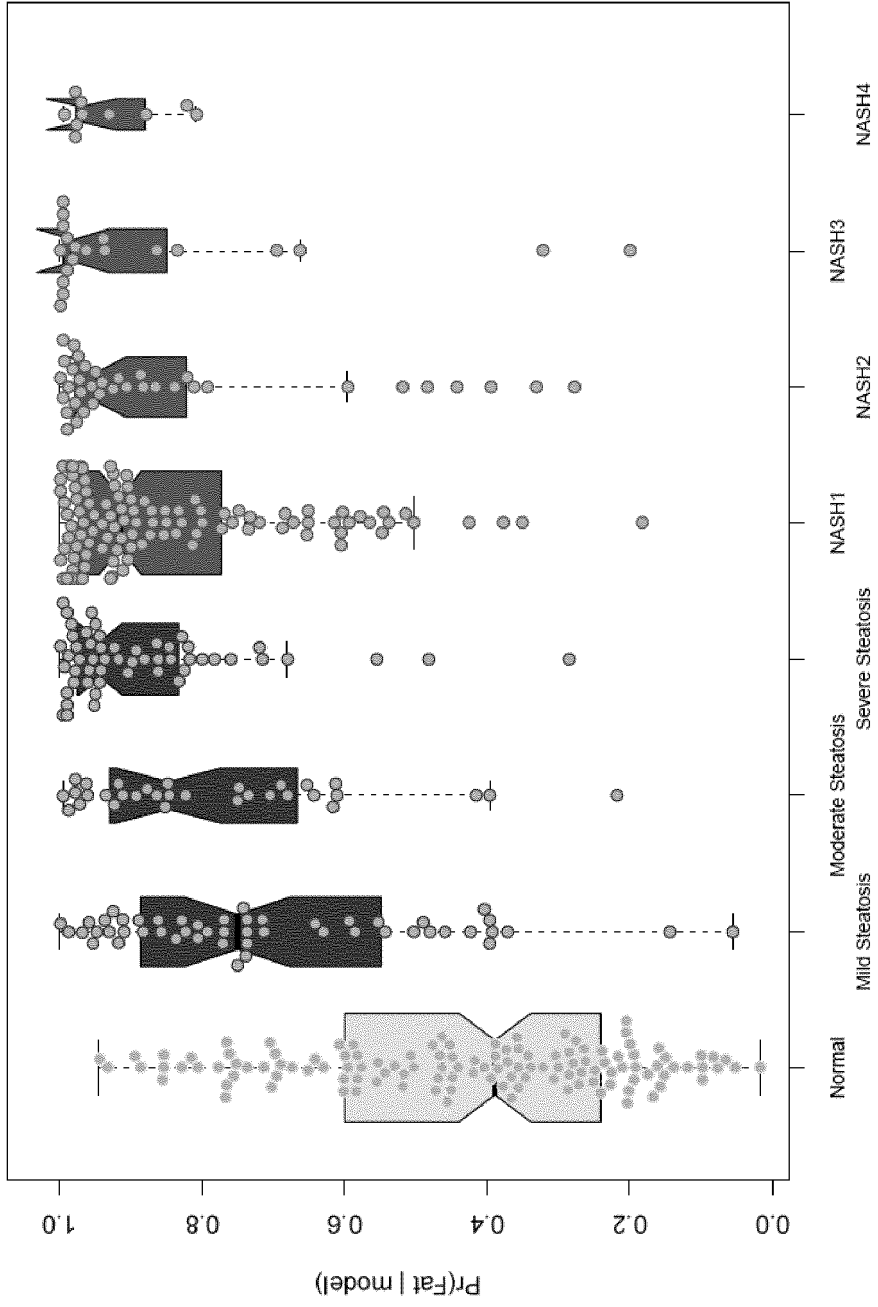 Pr(Fat | model)
1.0
0.8
0.6
0.4
0.2
0.0
Normal
Mild Steatosis
Moderate Steatosis
Severe Steatosis
NASH1
NASH2
NASH3
NASH4